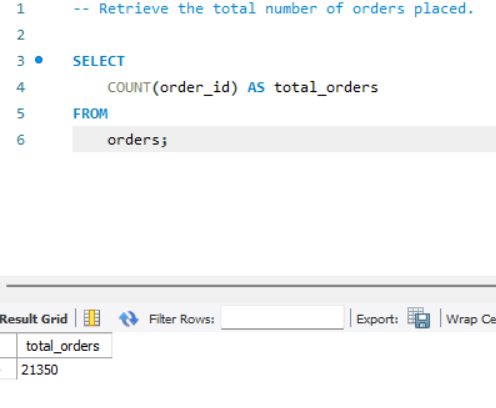 1 -- Retrieve the total number of orders placed.
2
3 SELECT
4 COUNT(order_id) AS total_orders
5 FROM
6 orders;
Result Grid Filter Rows: Export: Wrap Ce
total_orders
21350